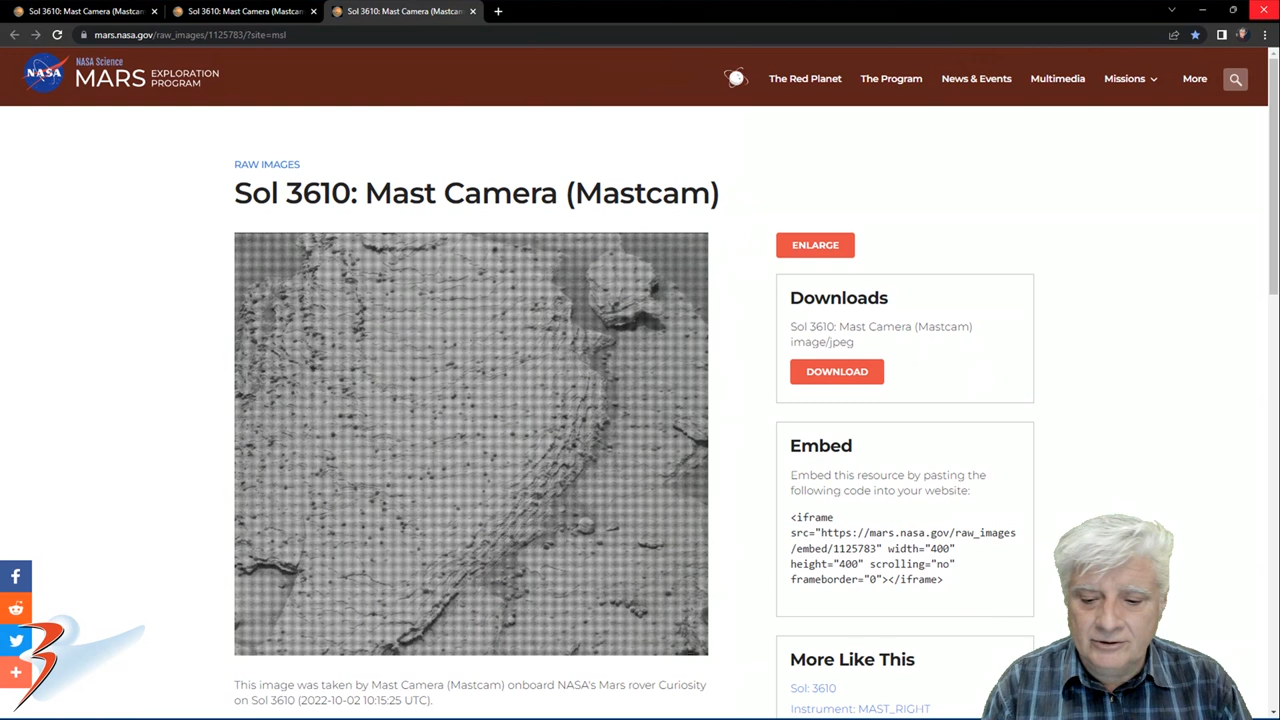 Sol 3610: Mast Camera (Mastcam
Sol 3610: Mast Camera (Mastcam
Sol 3610: Mast Camera (Mastcam
mars.nasa.gov/raw_images/1125783/?site=msl
NASA
NASA Science
MARS EXPLORATION
PROGRAM
The Red Planet
The Program
News & Events
Multimedia
Missions
More
RAW IMAGES
Sol 3610: Mast Camera (Mastcam)
ENLARGE
Downloads
Sol 3610: Mast Camera (Mastcam)
image/jpeg
DOWNLOAD
Embed
Embed this resource by pasting the
following code into your website:
<iframe
src="https://mars.nasa.gov/raw_images
/embed/1125783" width="400"
height="400" scrolling="no"
frameborder="0"></iframe>
More Like This
Sol: 3610
Instrument: MAST_RIGHT
This image was taken by Mast Camera (Mastcam) onboard NASA's Mars rover Curiosity
on Sol 3610 (2022-10-02 10:15:25 UTC).